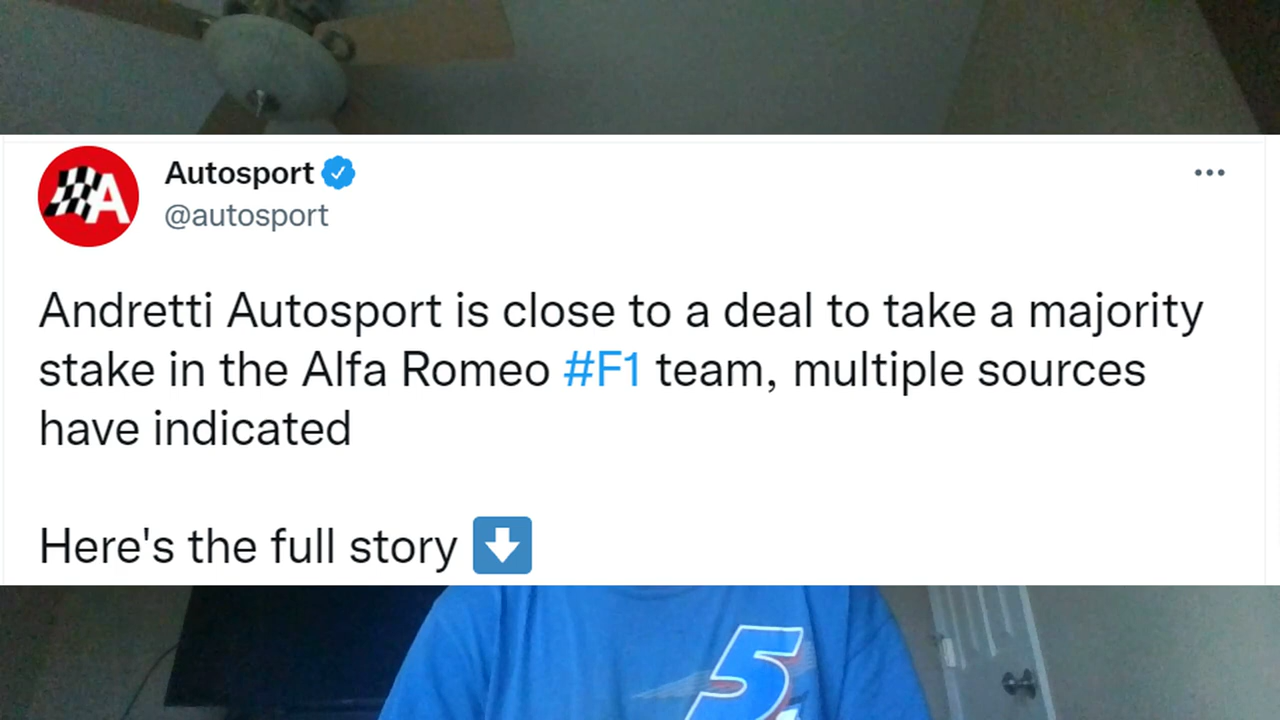 Autosport
@autosport
Andretti Autosport is close to a deal to take a majority
stake in the Alfa Romeo #F1 team, multiple sources
have indicated
Here's the full story
5